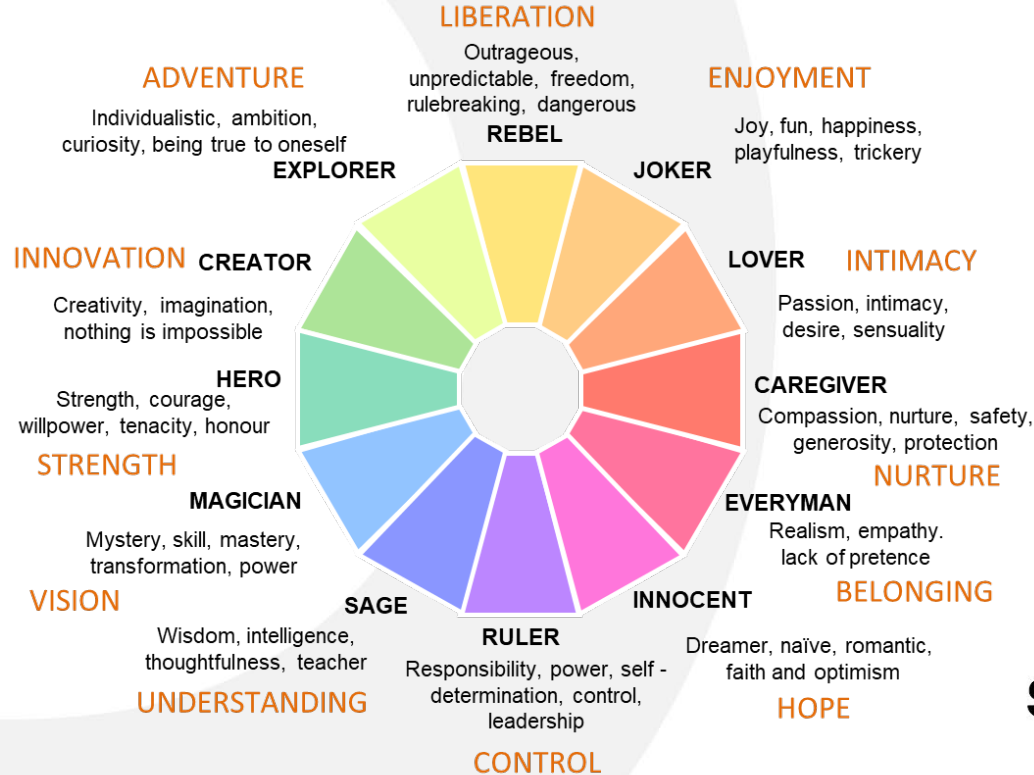 LIBERATION
Outrageous,
unpredictable, freedom,
rulebreaking, dangerous
REBEL
ENJOYMENT
Joy, fun, happiness,
playfulness, trickery
JOKER
LOVER
INTIMACY
Passion, intimacy,
desire, sensuality
CAREGIVER
Compassion, nurture, safety,
generosity, protection
NURTURE
EVERYMAN
Realism, empathy.
lack of pretence
BELONGING
INNOCENT
Dreamer, naïve, romantic,
faith and optimism
HOPE
RULER
Responsibility, power, self -
determination, control,
leadership
CONTROL
SAGE
Wisdom, intelligence,
thoughtfulness, teacher
UNDERSTANDING
MAGICIAN
Mystery, skill, mastery,
transformation, power
VISION
HERO
Strength, courage,
willpower, tenacity, honour
STRENGTH
INNOVATION
CREATOR
Creativity, imagination,
nothing is impossible
ADVENTURE
Individualistic, ambition,
curiosity, being true to oneself
EXPLORER